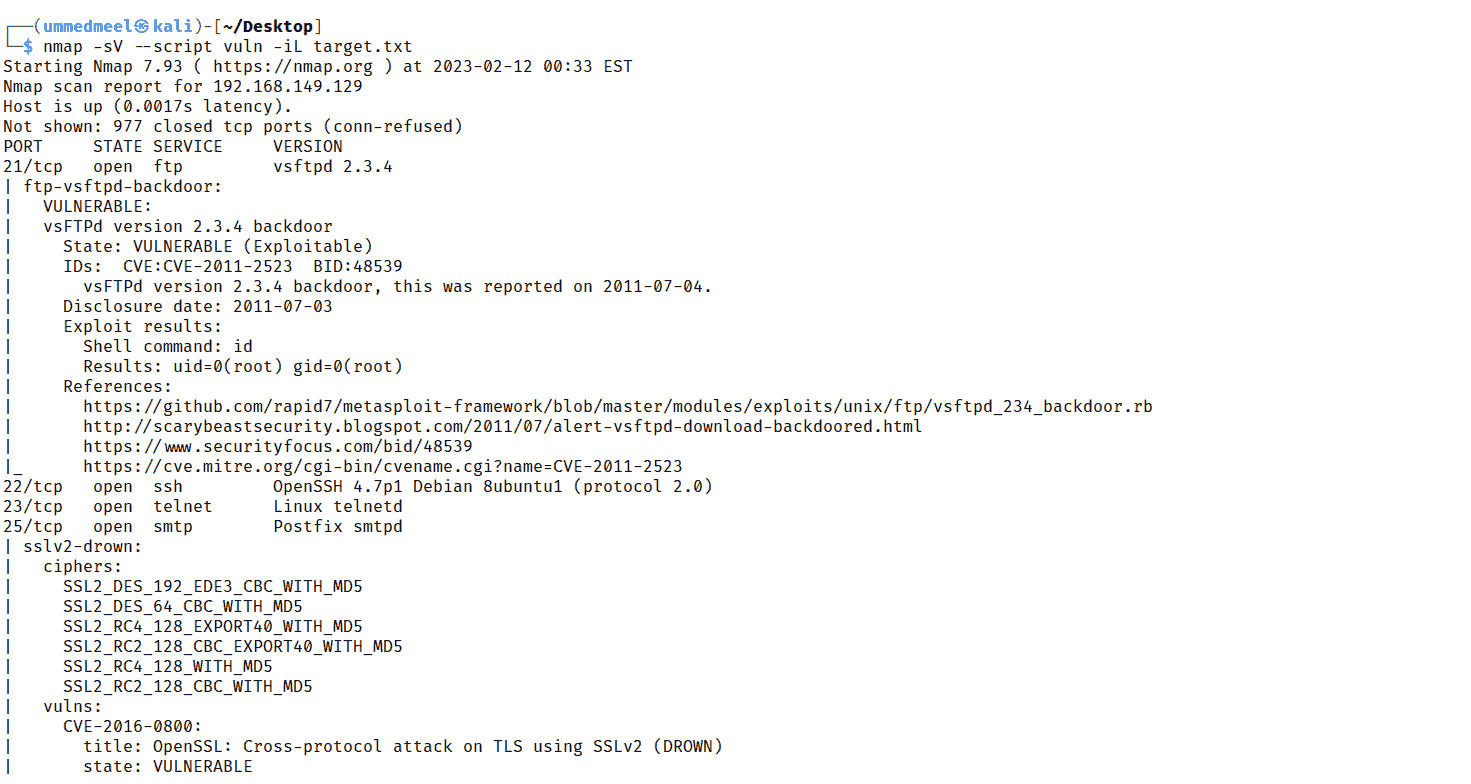 ┌──(ummedmeel㉿kali)-[~/Desktop]
└─$ nmap -sV --script vuln -iL target.txt
Starting Nmap 7.93 ( https://nmap.org ) at 2023-02-12 00:33 EST
Nmap scan report for 192.168.149.129
Host is up (0.0017s latency).
Not shown: 977 closed tcp ports (conn-refused)
PORT     STATE SERVICE     VERSION
21/tcp   open  ftp         vsftpd 2.3.4
| ftp-vsftpd-backdoor:
|   VULNERABLE:
|   vsFTPd version 2.3.4 backdoor
|     State: VULNERABLE (Exploitable)
|     IDs:  CVE:CVE-2011-2523  BID:48539
|       vsFTPd version 2.3.4 backdoor, this was reported on 2011-07-04.
|     Disclosure date: 2011-07-03
|     Exploit results:
|       Shell command: id
|       Results: uid=0(root) gid=0(root)
|     References:
|       https://github.com/rapid7/metasploit-framework/blob/master/modules/exploits/unix/ftp/vsftpd_234_backdoor.rb
|       http://scarybeastsecurity.blogspot.com/2011/07/alert-vsftpd-download-backdoored.html
|       https://www.securityfocus.com/bid/48539
|_      https://cve.mitre.org/cgi-bin/cvename.cgi?name=CVE-2011-2523
22/tcp   open  ssh         OpenSSH 4.7p1 Debian 8ubuntu1 (protocol 2.0)
23/tcp   open  telnet      Linux telnetd
25/tcp   open  smtp        Postfix smtpd
| sslv2-drown:
|   ciphers:
|     SSL2_DES_192_EDE3_CBC_WITH_MD5
|     SSL2_DES_64_CBC_WITH_MD5
|     SSL2_RC4_128_EXPORT40_WITH_MD5
|     SSL2_RC2_128_CBC_EXPORT40_WITH_MD5
|     SSL2_RC4_128_WITH_MD5
|     SSL2_RC2_128_CBC_WITH_MD5
|   vulns:
|     CVE-2016-0800:
|       title: OpenSSL: Cross-protocol attack on TLS using SSLv2 (DROWN)
|       state: VULNERABLE